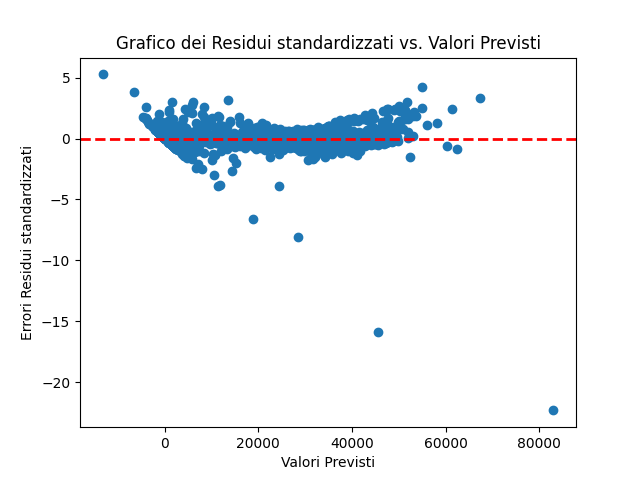 Grafico dei Residui standardizzati vs. Valori Previsti
Errori Residui standardizzati
5
0
−5
−10
−15
−20
0 20000 40000 60000 80000
Valori Previsti